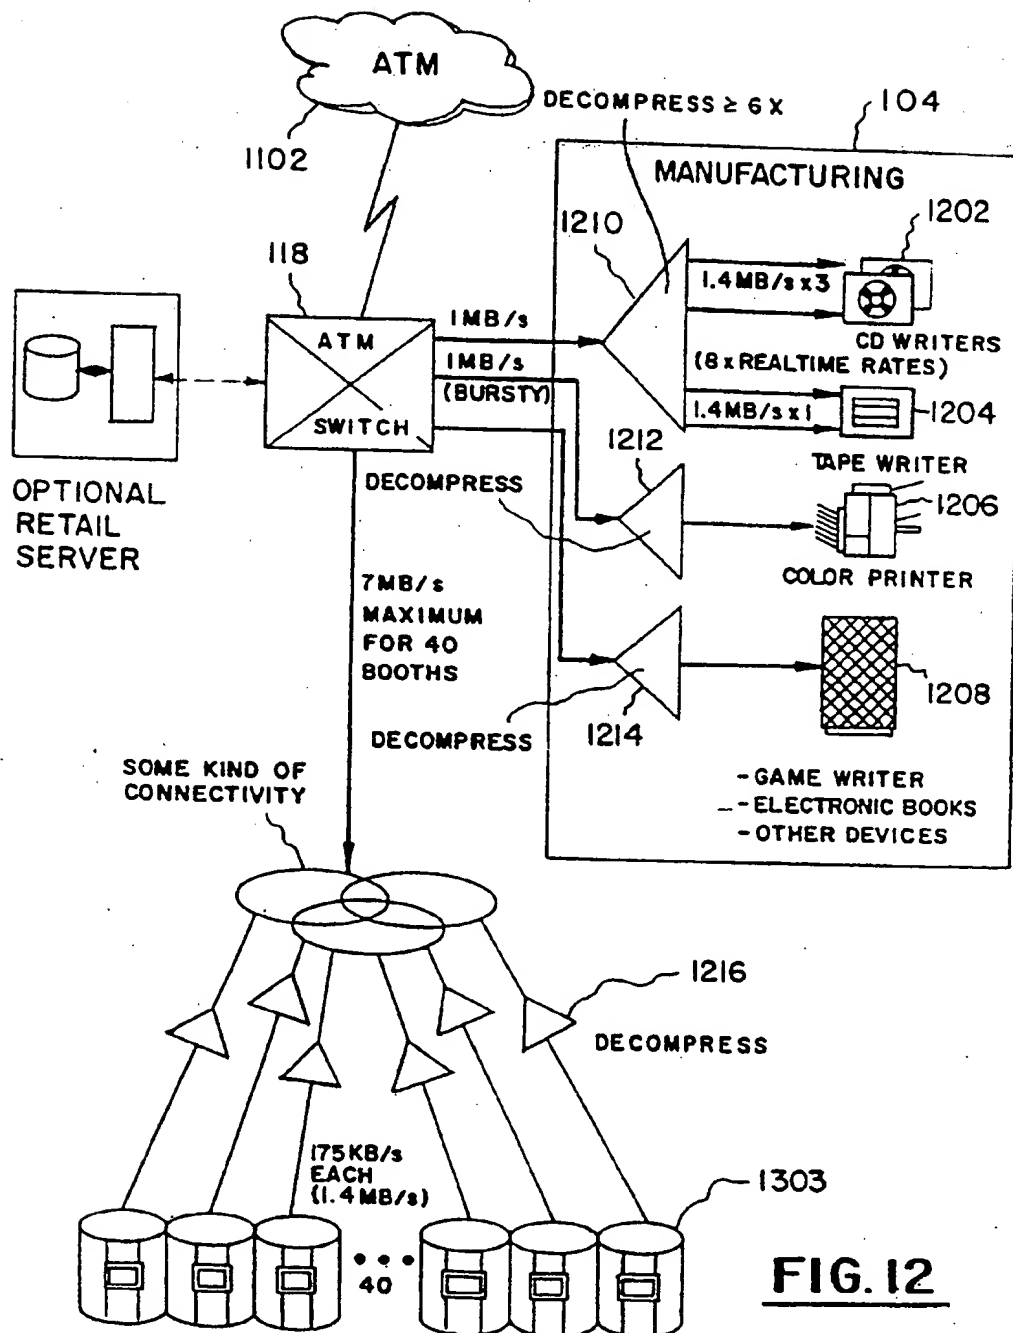 ATM
1102
DECOMPRESS ≥ 6X
104
MANUFACTURING
1210
1202
118
1.4MB/s x3
ATM
SWITCH
1MB/s
1MB/s
(BURSTY)
CD WRITERS
(8x REALTIME RATES)
1.4MB/s x1
1204
TAPE WRITER
1212
DECOMPRESS
1206
COLOR PRINTER
OPTIONAL
RETAIL
SERVER
7MB/s
MAXIMUM
FOR 40
BOOTHS
DECOMPRESS
1214
1208
SOME KIND OF
CONNECTIVITY
-GAME WRITER
-ELECTRONIC BOOKS
-OTHER DEVICES
1216
DECOMPRESS
175KB/s
EACH
(1.4MB/s)
1303
40
FIG. 12